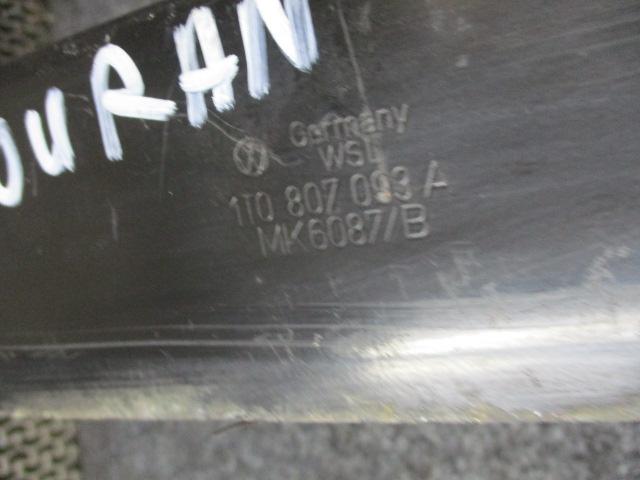 OURAN
Germany
WSL
1T0 807 093 A
MK6087/B